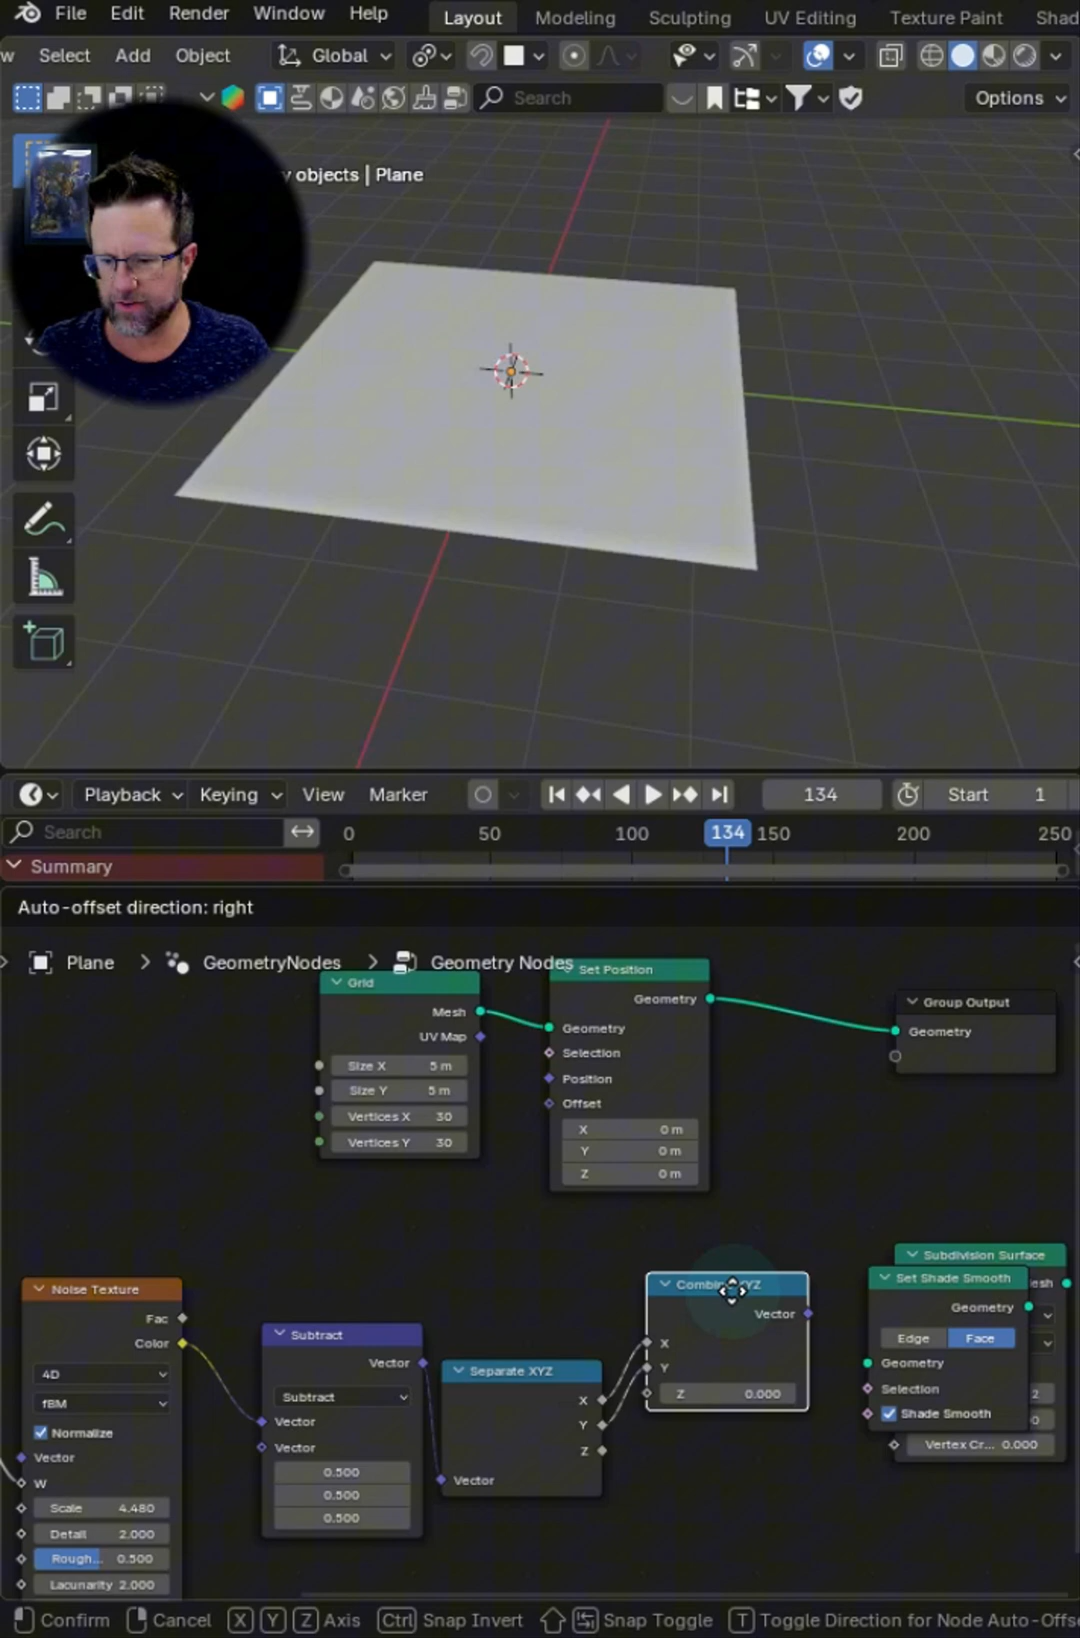 File Edit Render Window Help Layout Modeling Sculpting UV Editing Texture Paint Shad
w Select Add Object Global
Search Options
y objects | Plane
Playback Keying View Marker 134 Start 1
Search 0 50 100 134 150 200 250
Summary
Auto-offset direction: right
Plane > GeometryNodes > Geometry Nodes
Grid
Mesh
UV Map
Size X 5 m
Size Y 5 m
Vertices X 30
Vertices Y 30
Set Position
Geometry
Geometry
Selection
Position
Offset
X 0 m
Y 0 m
Z 0 m
Group Output
Geometry
Noise Texture
Fac
Color
4D
fBM
Normalize
Vector
W
Scale 4.480
Detail 2.000
Rough... 0.500
Lacunarity 2.000
Subtract
Vector
Subtract
Vector
Vector
0.500
0.500
0.500
Separate XYZ
X
Y
Z
Vector
Combin YZ
Vector
X
Y
Z 0.000
Subdivision Surface
esh
Set Shade Smooth
Geometry
Edge Face
Geometry
Selection
Shade Smooth
2
0
Vertex Cr... 0.000
Confirm Cancel X Y Z Axis Ctrl Snap Invert Snap Toggle T Toggle Direction for Node Auto-Offs